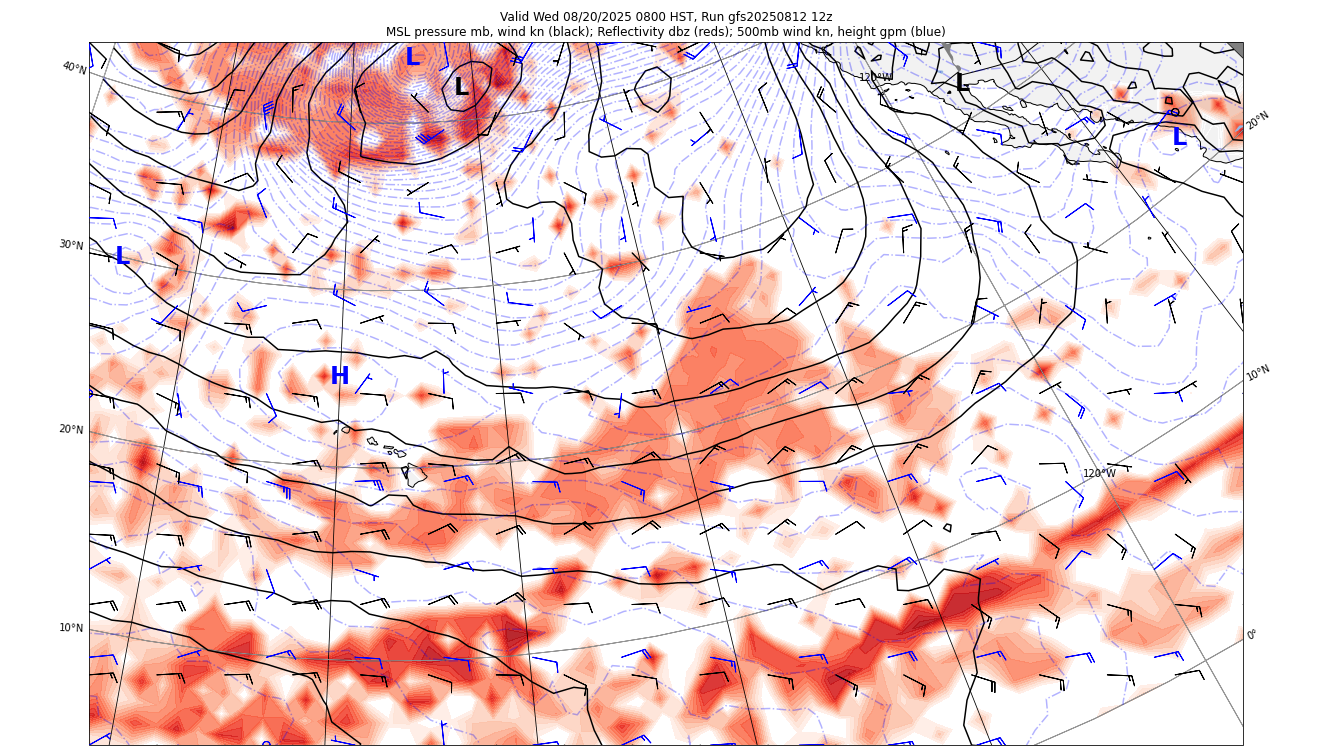 Valid Wed 08/20/2025 0800 HST, Run gfs20250812 12z
MSL pressure mb, wind kn (black); Reflectivity dbz (reds); 500mb wind kn, height gpm (blue)
L
L
L
L
L
H
40°N
30°N
20°N
10°N
120°W
20°N
10°N
120°W
0°